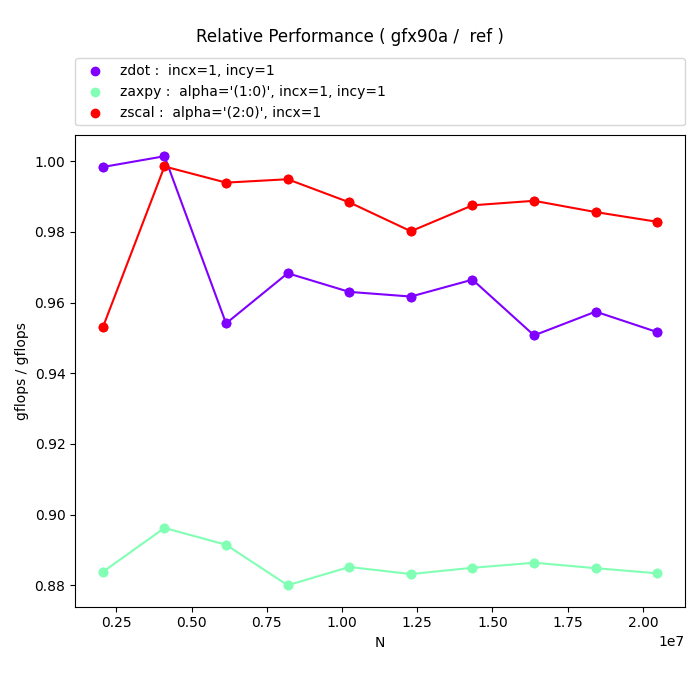 Relative Performance ( gfx90a /  ref )
zdot :  incx=1, incy=1
zaxpy :  alpha='(1:0)', incx=1, incy=1
zscal :  alpha='(2:0)', incx=1
1.00
0.98
0.96
0.94
0.92
0.90
0.88
gflops / gflops
0.25 0.50 0.75 1.00 1.25 1.50 1.75 2.00
1e7
N